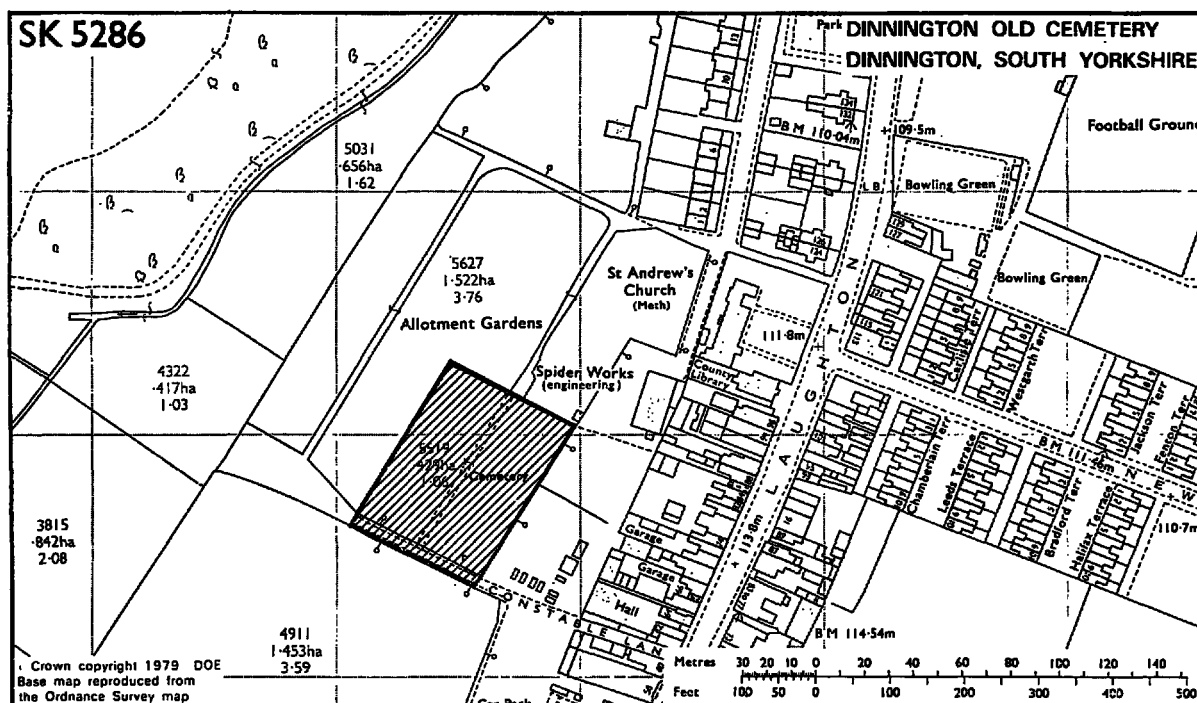 SK 5286
DINNINGTON OLD CEMETERY
DINNINGTON, SOUTH YORKSHIRE
Park
BM 110·04m
+109·5m
Football Ground
5031
·656ha
1·62
LB
Bowling Green
5627
1·522ha
3·76
St Andrew's
Church
(Meth)
Bowling Green
Allotment Gardens
111·8m
4322
·417ha
1·03
Spider Works
(engineering)
County
Library
LAUGHTON
Carlisle Terr
Westgarth Terr
Jackson Terr
Fenton Terr
Cemetery
Chamberlain Terr
Leeds Terrace
Bradford Terr
Halifax Terrace
110·7m
3815
·842ha
2·08
Garage
113·8m
Garage
Hall
CONSTABLE LANE
4911
1·453ha
3·59
BM 114·54m
Crown copyright 1979 DOE
Base map reproduced from
the Ordnance Survey map
Car Park
Metres 30 20 10 0 20 40 60 80 100 120 140
Feet 100 50 0 100 200 300 400 500